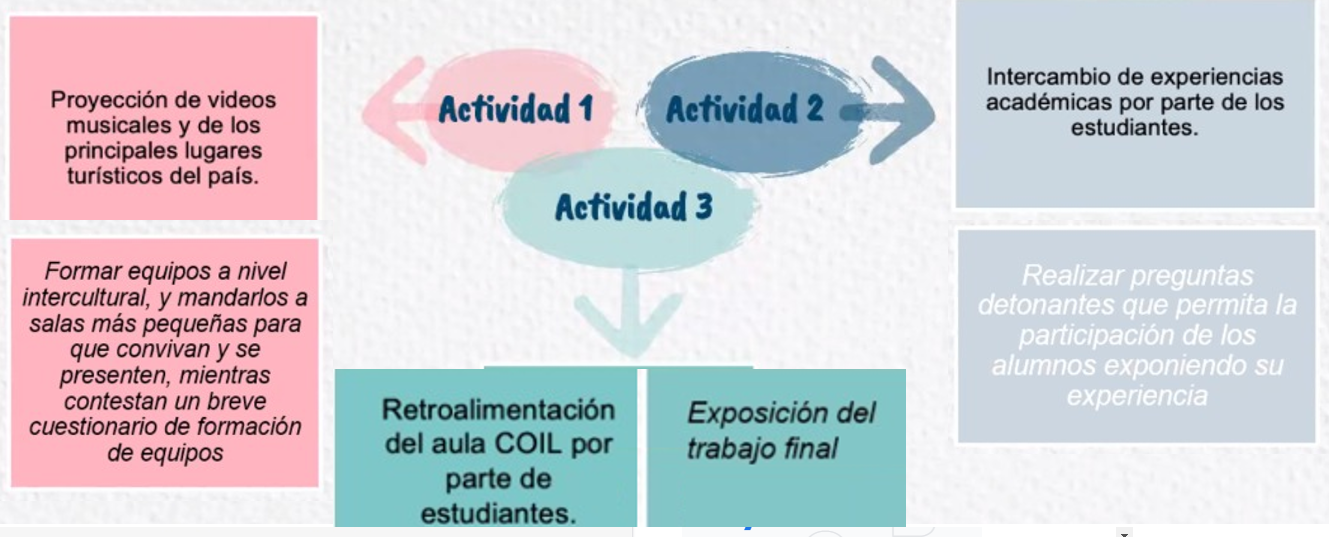 Proyección de videos
musicales y de los
principales lugares
turísticos del país.
Formar equipos a nivel
intercultural, y mandarlos a
salas más pequeñas para
que convivan y se
presenten, mientras
contestan un breve
cuestionario de formación
de equipos
Actividad 1
Actividad 2
Actividad 3
Retroalimentación
del aula COIL por
parte de
estudiantes.
Exposición del
trabajo final
Intercambio de experiencias
académicas por parte de los
estudiantes.
Realizar preguntas
detonantes que permita la
participación de los
alumnos exponiendo su
experiencia